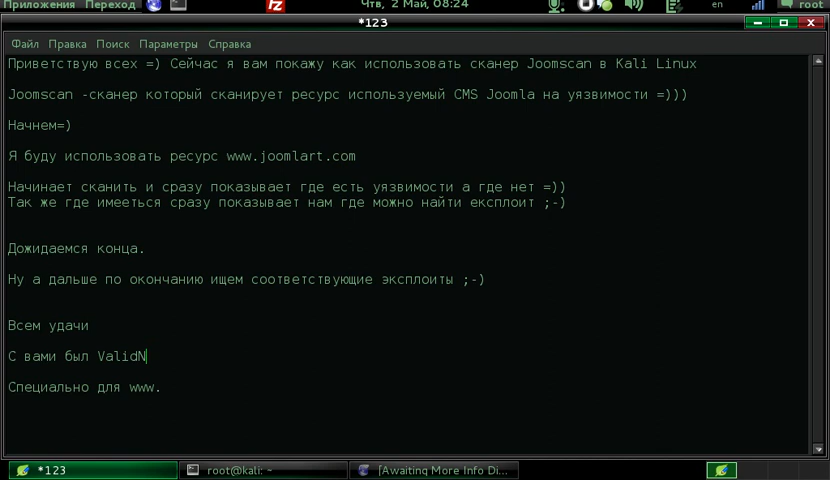 Приложения Переход Чтв, 2 Май, 08:24 en root
*123
Файл Правка Поиск Параметры Справка
Приветствую всех =) Сейчас я вам покажу как использовать сканер Joomscan в Kali Linux
Joomscan -сканер который сканирует ресурс используемый CMS Joomla на уязвимости =)))
Начнем=)
Я буду использовать ресурс www.joomlart.com
Начинает сканить и сразу показывает где есть уязвимости а где нет =))
Так же где имееться сразу показывает нам где можно найти експлоит ;-)
Дожидаемся конца.
Ну а дальше по окончанию ищем соответствующие эксплоиты ;-)
Всем удачи
С вами был ValidN
Специально для www.
*123 root@kali: ~ [Awaiting More Info Di...